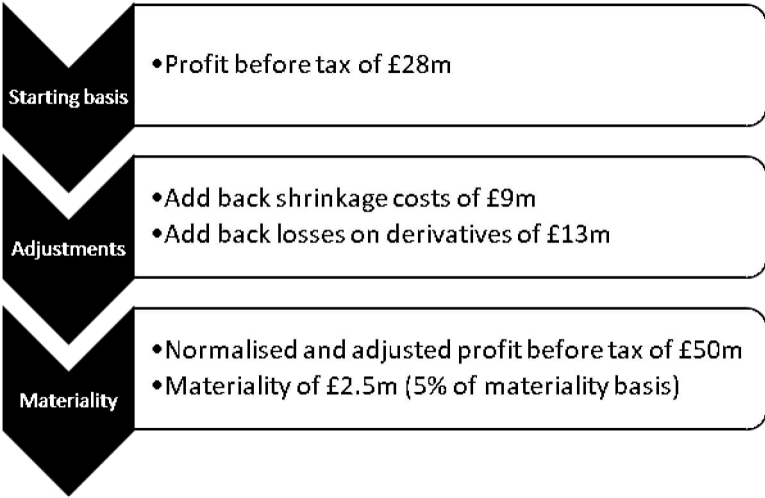 Starting basis
•Profit before tax of £28m
Adjustments
•Add back shrinkage costs of £9m
•Add back losses on derivatives of £13m
Materiality
•Normalised and adjusted profit before tax of £50m
•Materiality of £2.5m (5% of materiality basis)